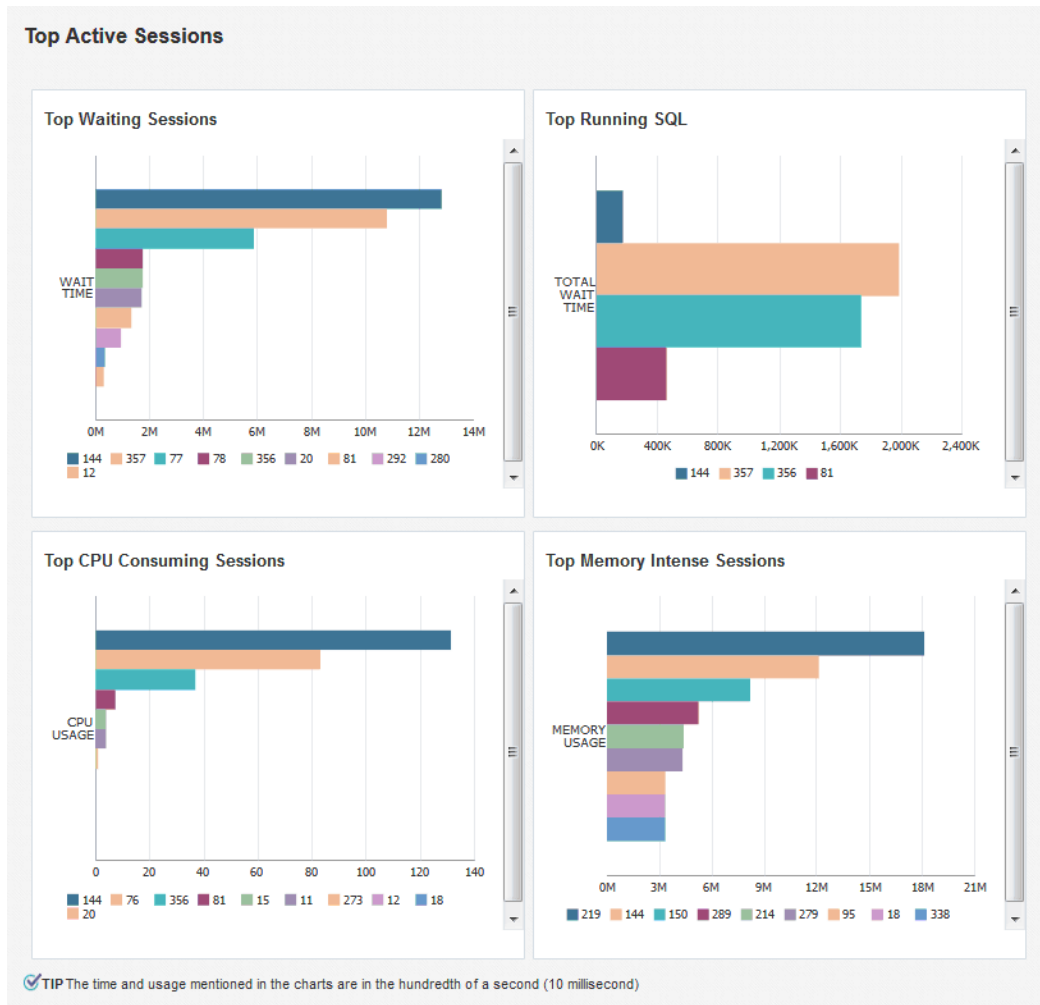 Top Active Sessions
Top Waiting Sessions
WAIT
TIME
0M 2M 4M 6M 8M 10M 12M 14M
144 357 77 78 356 20 81 292 280
12
Top Running SQL
TOTAL
WAIT
TIME
0K 400K 800K 1,200K 1,600K 2,000K 2,400K
144 357 356 81
Top CPU Consuming Sessions
CPU
USAGE
0 20 40 60 80 100 120 140
144 76 356 81 15 11 273 12 18
20
Top Memory Intense Sessions
MEMORY
USAGE
0M 3M 6M 9M 12M 15M 18M 21M
219 144 150 289 214 279 95 18 338
TIP The time and usage mentioned in the charts are in the hundredth of a second (10 millisecond)